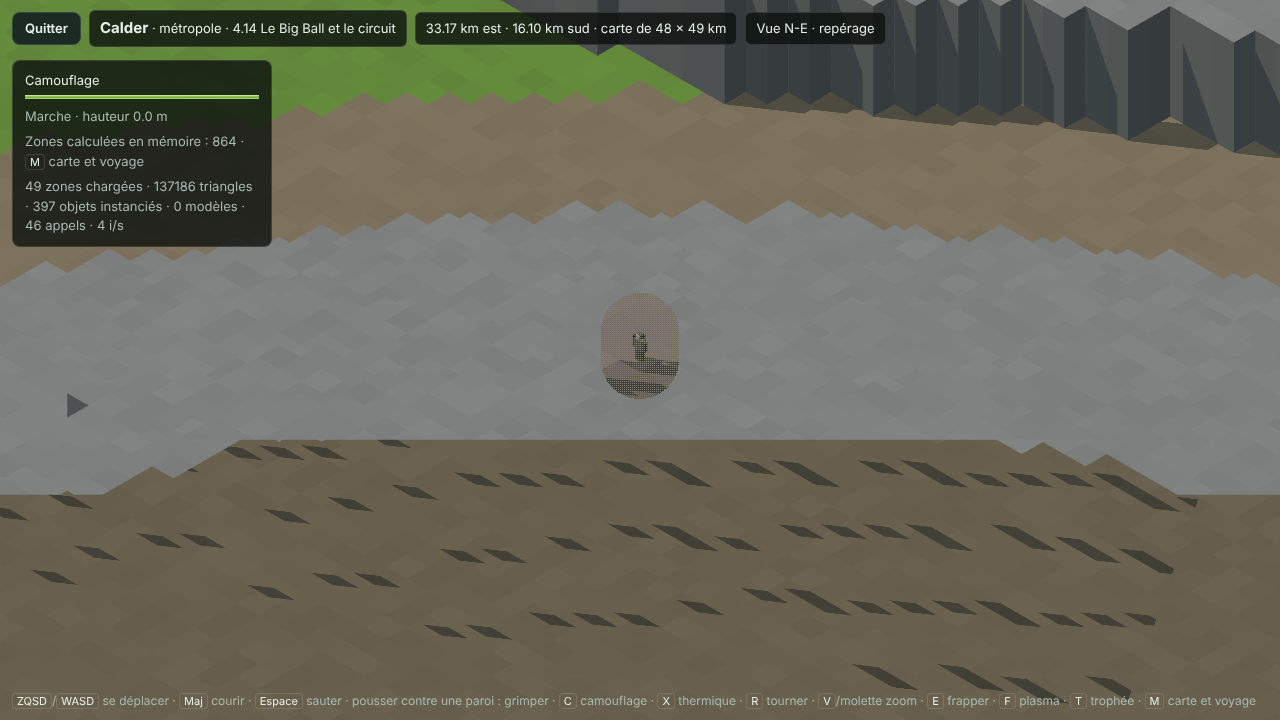 Quitter
Calder · métropole · 4.14 Le Big Ball et le circuit
33.17 km est · 16.10 km sud · carte de 48 × 49 km
Vue N-E · repérage
Camouflage
Marche · hauteur 0.0 m
Zones calculées en mémoire : 864 ·
M carte et voyage
49 zones chargées · 137186 triangles
· 397 objets instanciés · 0 modèles ·
46 appels · 4 i/s
ZQSD / WASD se déplacer · Maj courir · Espace sauter · pousser contre une paroi : grimper · C camouflage · X thermique · R tourner · V /molette zoom · E frapper · F plasma · T trophée · M carte et voyage